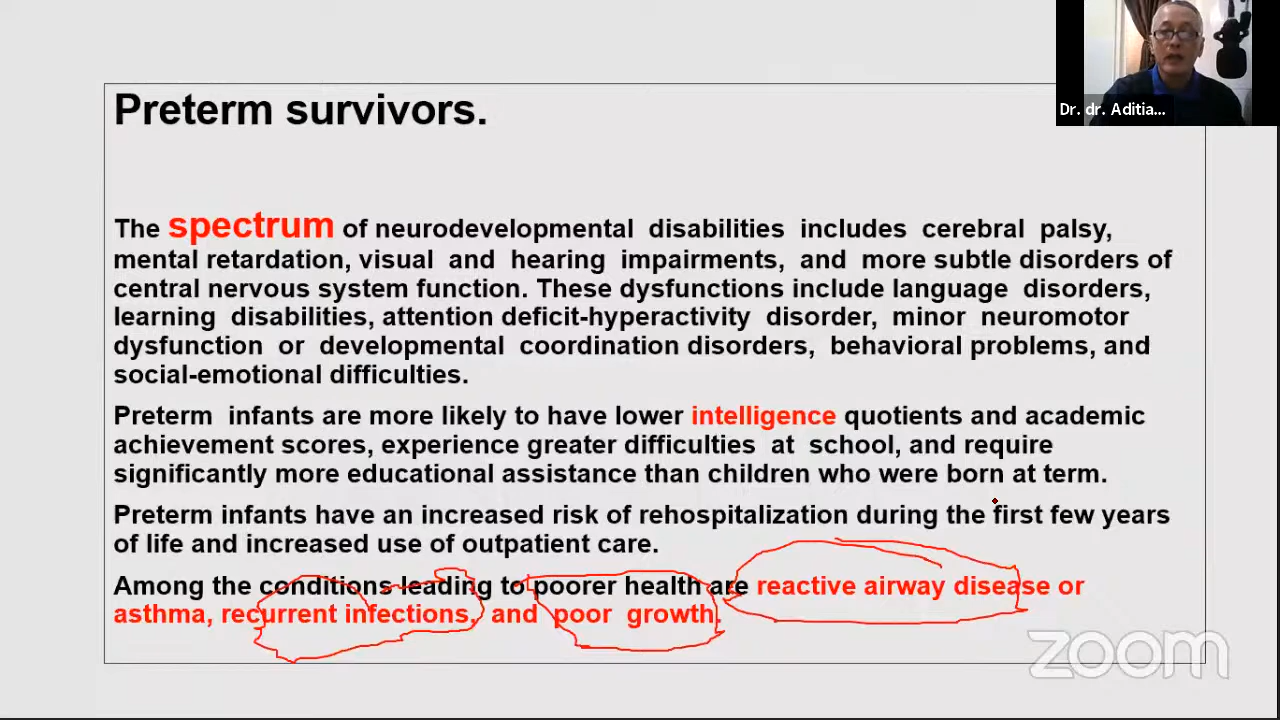 Preterm survivors.
Dr. dr. Aditia...
The spectrum of neurodevelopmental disabilities includes cerebral palsy,
mental retardation, visual and hearing impairments, and more subtle disorders of
central nervous system function. These dysfunctions include language disorders,
learning disabilities, attention deficit-hyperactivity disorder, minor neuromotor
dysfunction or developmental coordination disorders, behavioral problems, and
social-emotional difficulties.
Preterm infants are more likely to have lower intelligence quotients and academic
achievement scores, experience greater difficulties at school, and require
significantly more educational assistance than children who were born at term.
Preterm infants have an increased risk of rehospitalization during the first few years
of life and increased use of outpatient care.
Among the conditions leading to poorer health are reactive airway disease or
asthma, recurrent infections, and poor growth.
zoom